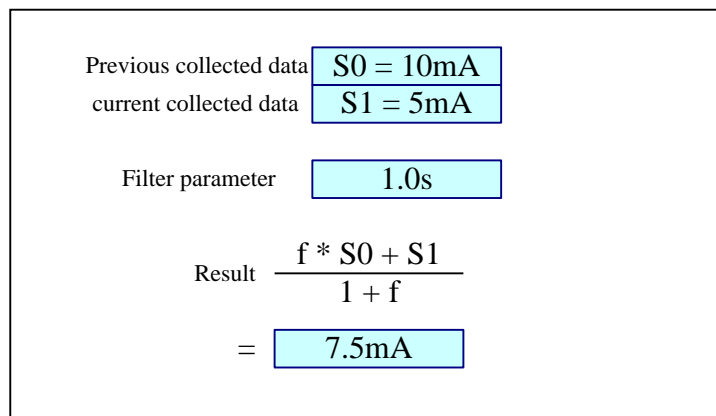 Previous collected data S0 = 10mA
current collected data S1 = 5mA
Filter parameter 1.0s
Result f * S0 + S1
1 + f
= 7.5mA